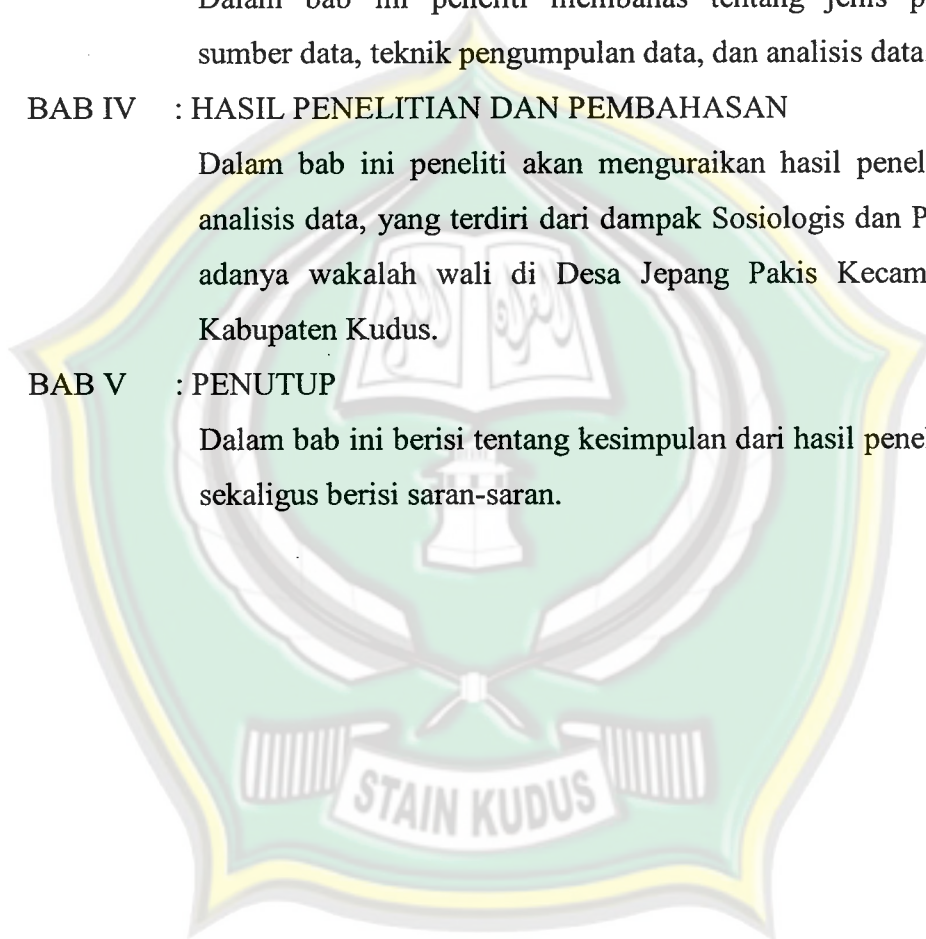 Dalam bab ini peneliti membahas tentang jenis p
sumber data, teknik pengumpulan data, dan analisis data
BAB IV : HASIL PENELITIAN DAN PEMBAHASAN
Dalam bab ini peneliti akan menguraikan hasil penel
analisis data, yang terdiri dari dampak Sosiologis dan P
adanya wakalah wali di Desa Jepang Pakis Kecam
Kabupaten Kudus.
BAB V : PENUTUP
Dalam bab ini berisi tentang kesimpulan dari hasil penel
sekaligus berisi saran-saran.
STAIN KUDUS